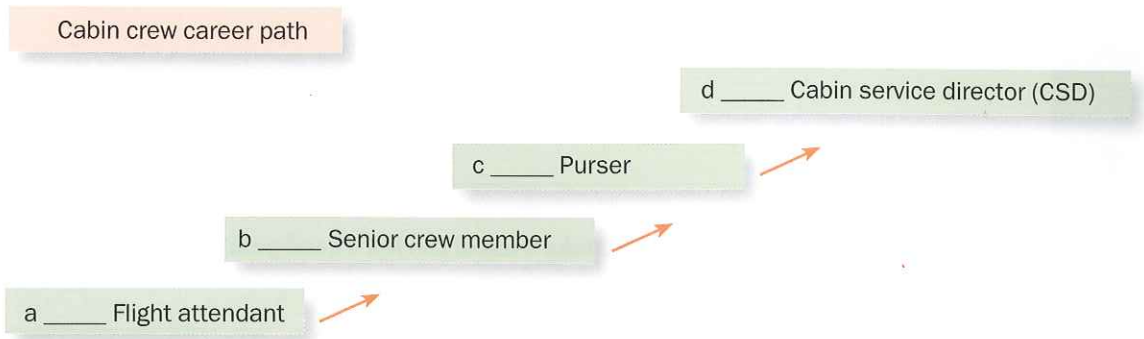 Cabin crew career path
d _____ Cabin service director (CSD)
c _____ Purser
b _____ Senior crew member
a _____ Flight attendant